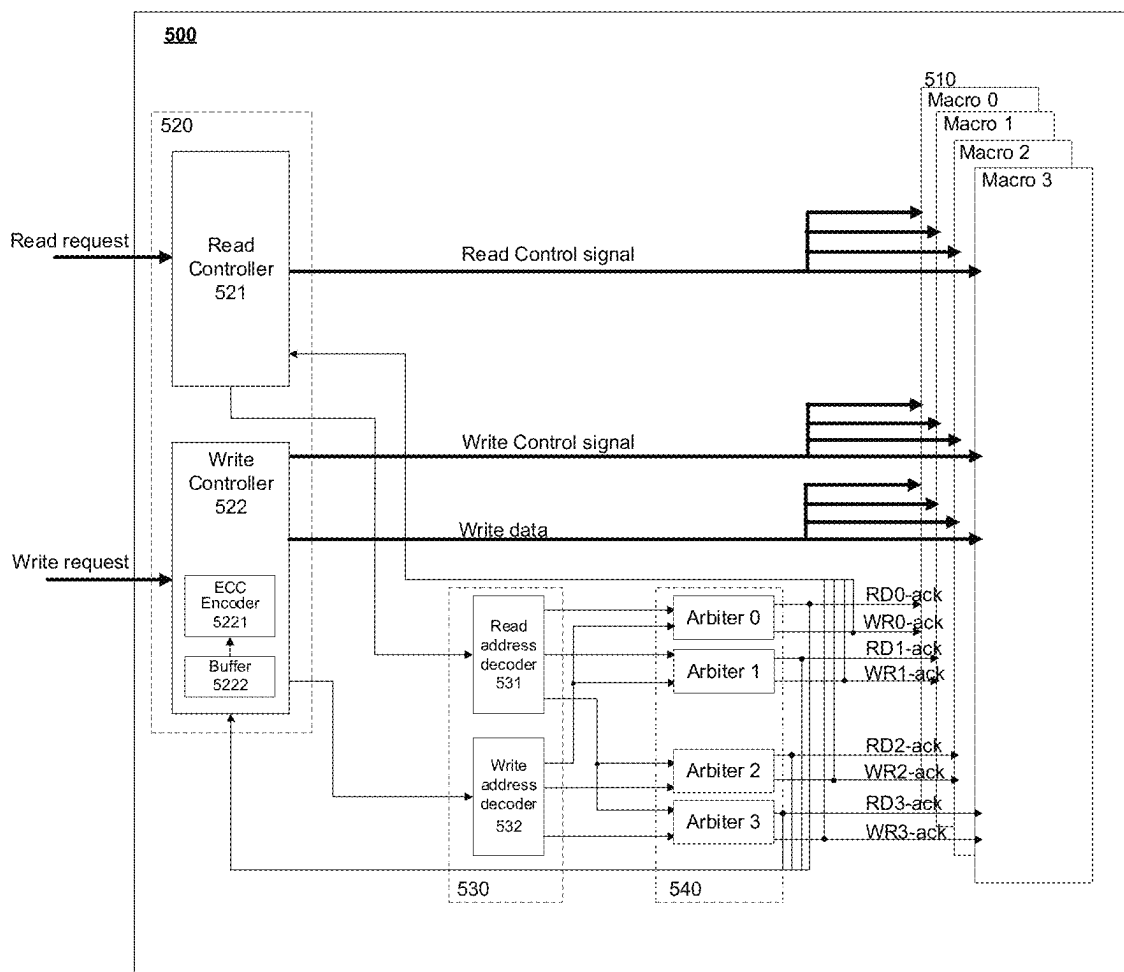 500
510
Macro 0
Macro 1
Macro 2
Macro 3
520
Read request
Read
Controller
521
Read Control signal
Write
Controller
522
Write Control signal
Write data
Write request
ECC
Encoder
5221
Buffer
5222
Read
address
decoder
531
Write
address
decoder
532
530
Arbiter 0
Arbiter 1
Arbiter 2
Arbiter 3
540
RD0-ack
WR0-ack
RD1-ack
WR1-ack
RD2-ack
WR2-ack
RD3-ack
WR3-ack